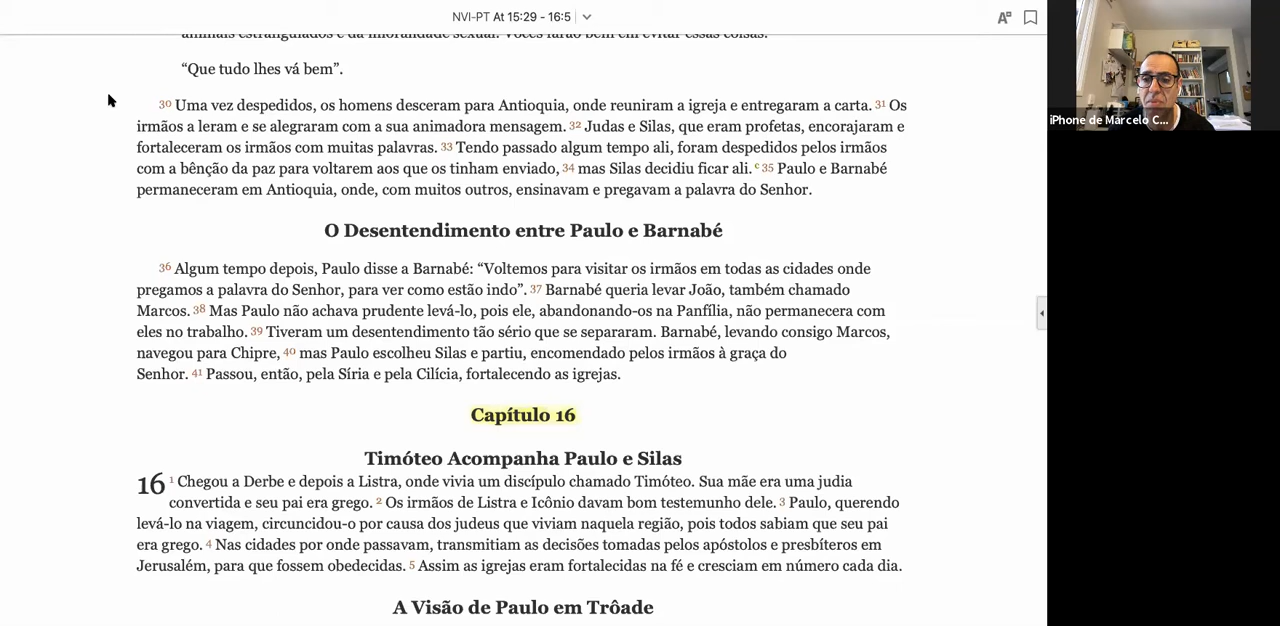 NVI-PT At 15:29 - 16:5
animais estrangulados e da imoralidade sexual. Vocês farão bem em evitar essas coisas.
“Que tudo lhes vá bem”.
30 Uma vez despedidos, os homens desceram para Antioquia, onde reuniram a igreja e entregaram a carta. 31 Os
irmãos a leram e se alegraram com a sua animadora mensagem. 32 Judas e Silas, que eram profetas, encorajaram e
fortaleceram os irmãos com muitas palavras. 33 Tendo passado algum tempo ali, foram despedidos pelos irmãos
com a bênção da paz para voltarem aos que os tinham enviado, 34 mas Silas decidiu ficar ali. c 35 Paulo e Barnabé
permaneceram em Antioquia, onde, com muitos outros, ensinavam e pregavam a palavra do Senhor.
O Desentendimento entre Paulo e Barnabé
36 Algum tempo depois, Paulo disse a Barnabé: “Voltemos para visitar os irmãos em todas as cidades onde
pregamos a palavra do Senhor, para ver como estão indo”. 37 Barnabé queria levar João, também chamado
Marcos. 38 Mas Paulo não achava prudente levá-lo, pois ele, abandonando-os na Panfília, não permanecera com
eles no trabalho. 39 Tiveram um desentendimento tão sério que se separaram. Barnabé, levando consigo Marcos,
navegou para Chipre, 40 mas Paulo escolheu Silas e partiu, encomendado pelos irmãos à graça do
Senhor. 41 Passou, então, pela Síria e pela Cilícia, fortalecendo as igrejas.
Capítulo 16
Timóteo Acompanha Paulo e Silas
16 1 Chegou a Derbe e depois a Listra, onde vivia um discípulo chamado Timóteo. Sua mãe era uma judia
convertida e seu pai era grego. 2 Os irmãos de Listra e Icônio davam bom testemunho dele. 3 Paulo, querendo
levá-lo na viagem, circuncidou-o por causa dos judeus que viviam naquela região, pois todos sabiam que seu pai
era grego. 4 Nas cidades por onde passavam, transmitiam as decisões tomadas pelos apóstolos e presbíteros em
Jerusalém, para que fossem obedecidas. 5 Assim as igrejas eram fortalecidas na fé e cresciam em número cada dia.
A Visão de Paulo em Trôade
iPhone de Marcelo C...